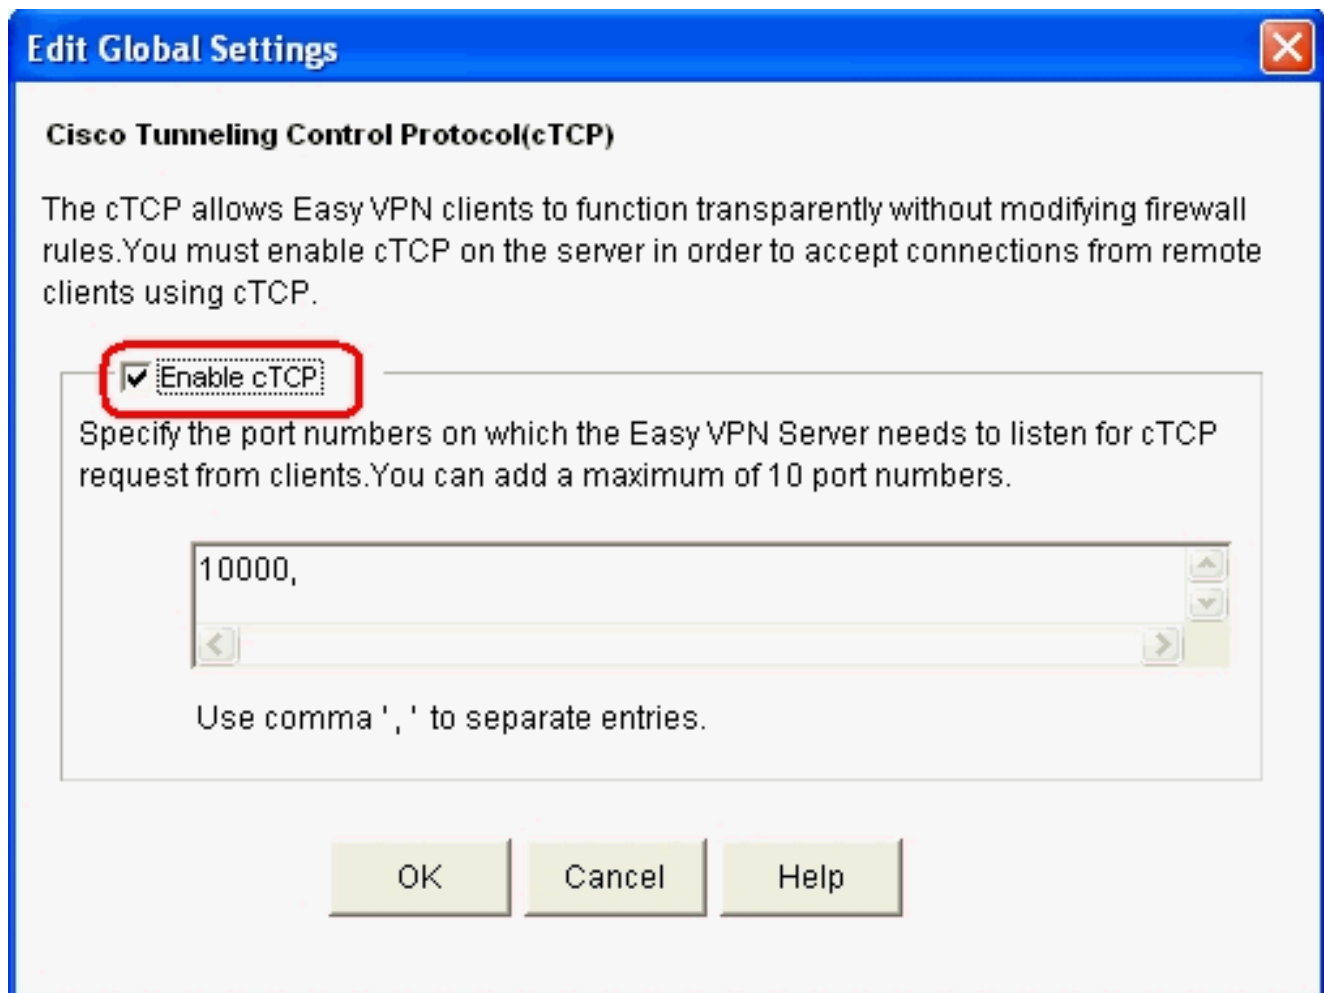 Edit Global Settings
Cisco Tunneling Control Protocol(cTCP)
The cTCP allows Easy VPN clients to function transparently without modifying firewall
rules.You must enable cTCP on the server in order to accept connections from remote
clients using cTCP.
Enable cTCP
Specify the port numbers on which the Easy VPN Server needs to listen for cTCP
request from clients.You can add a maximum of 10 port numbers.
10000,
Use comma ' , ' to separate entries.
OK
Cancel
Help